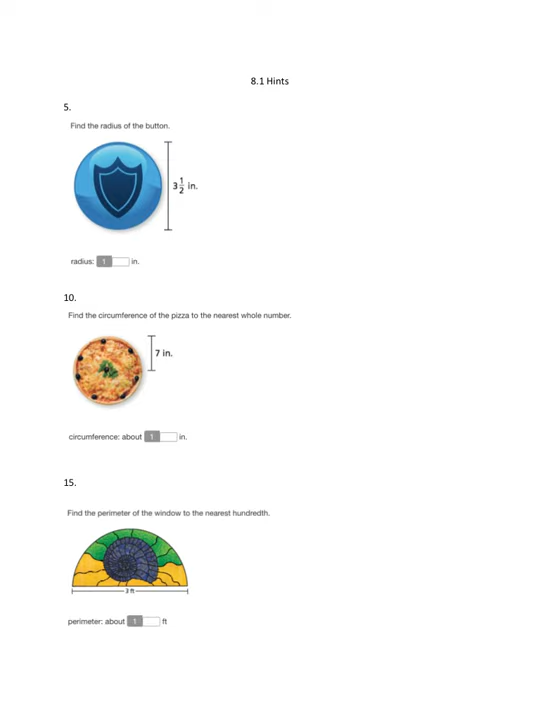 8.1 Hints
5.
Find the radius of the button.
3 1/2 in.
radius: 1 in.
10.
Find the circumference of the pizza to the nearest whole number.
7 in.
circumference: about 1 in.
15.
Find the perimeter of the window to the nearest hundredth.
3 ft
perimeter: about 1 ft